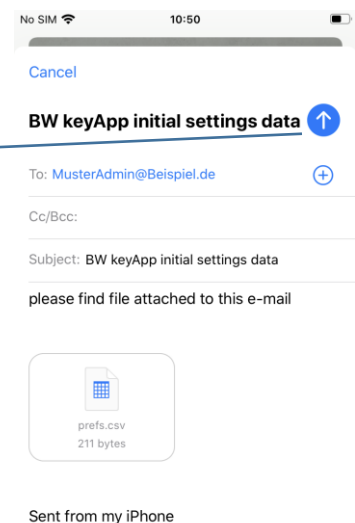 No SIM 10:50
Cancel
BW keyApp initial settings data
To: MusterAdmin@Beispiel.de
Cc/Bcc:
Subject: BW keyApp initial settings data
please find file attached to this e-mail
prefs.csv
211 bytes
Sent from my iPhone